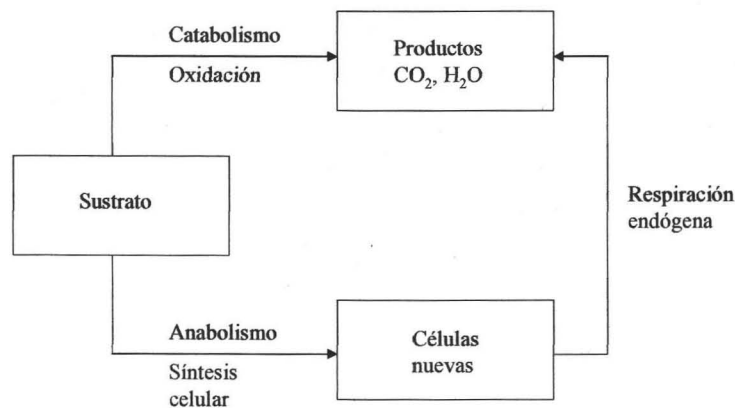 Catabolismo
Oxidación
Productos
CO₂, H₂O
Sustrato
Respiración
endógena
Anabolismo
Síntesis
celular
Células
nuevas